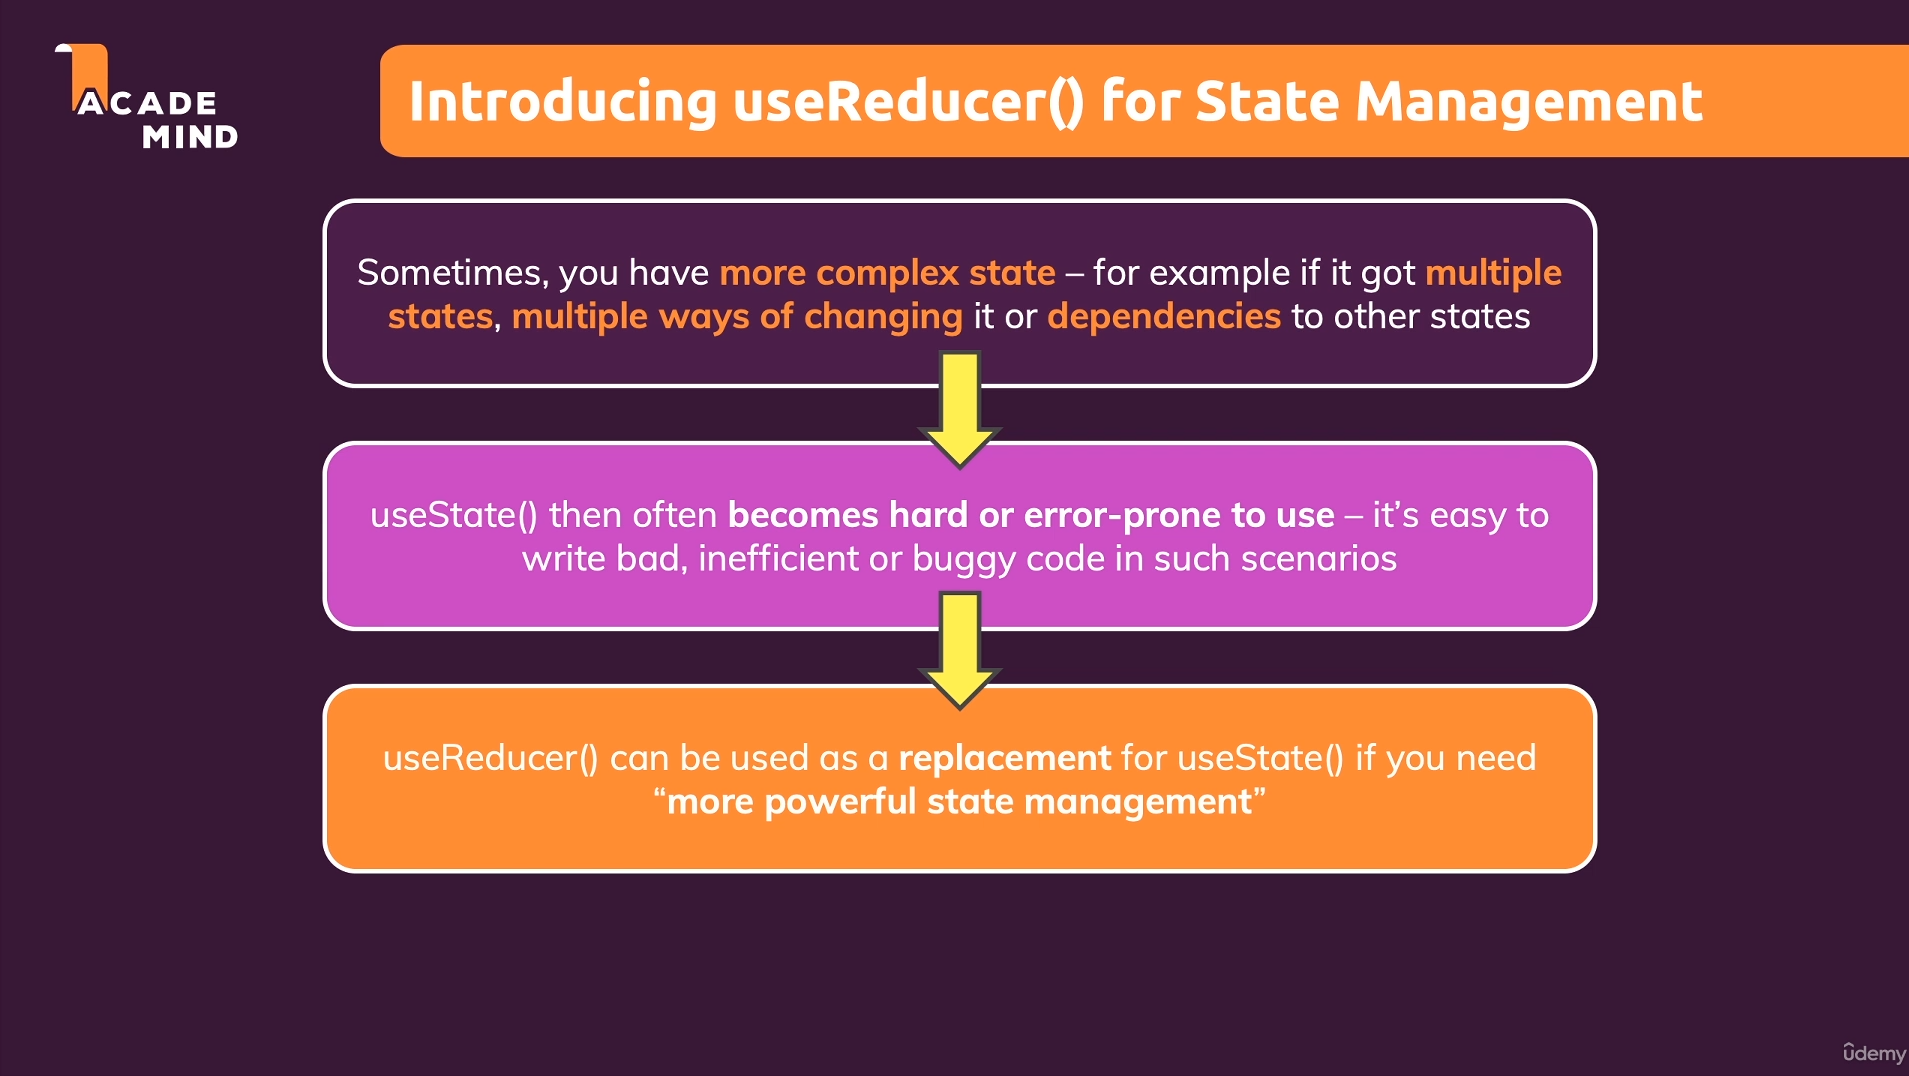 ACADE
MIND
Introducing useReducer() for State Management
Sometimes, you have more complex state – for example if it got multiple
states, multiple ways of changing it or dependencies to other states
useState() then often becomes hard or error-prone to use – it’s easy to
write bad, inefficient or buggy code in such scenarios
useReducer() can be used as a replacement for useState() if you need
“more powerful state management”
udemy